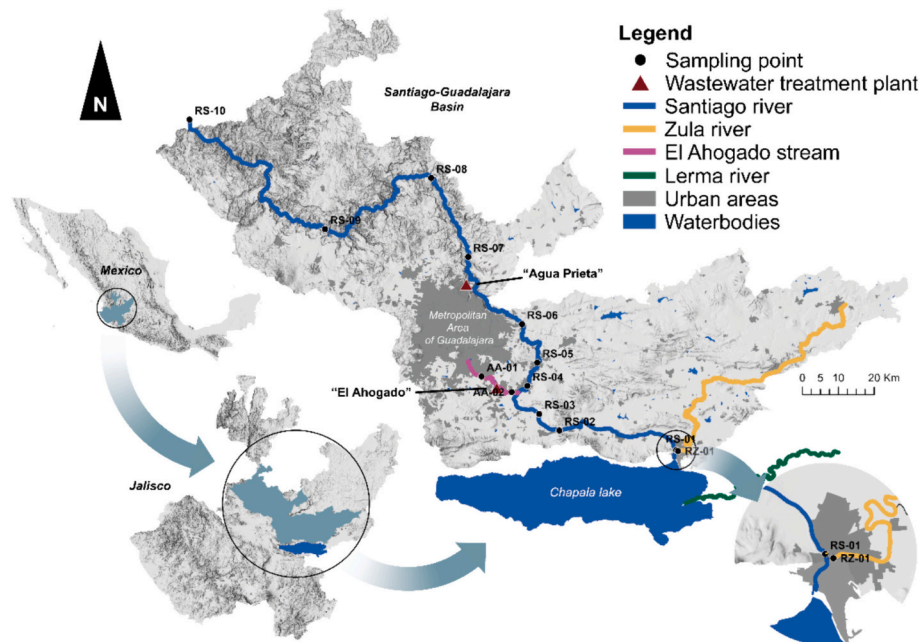 Legend
Sampling point
Wastewater treatment plant
Santiago river
Zula river
El Ahogado stream
Lerma river
Urban areas
Waterbodies
N
Santiago-Guadalajara
Basin
RS-10
RS-08
RS-09
RS-07
Mexico
"Agua Prieta"
Metropolitan
Area
of Guadalajara
RS-06
RS-05
AA-01
RS-04
"El Ahogado"
AA-02
RS-03
RS-02
0 5 10 20 Km
RS-01
RZ-01
Jalisco
Chapala lake
RS-01
RZ-01